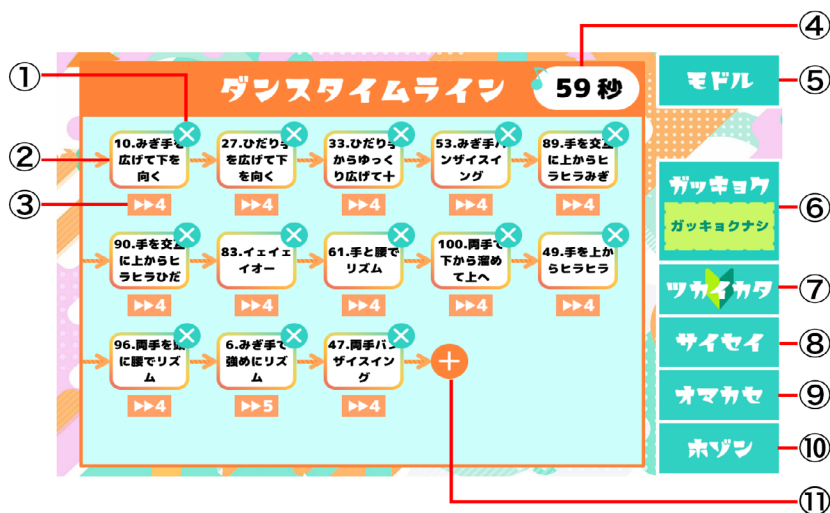 ④
①
ダンスタイムライン
59 秒
モドル
⑤
②
10.みぎ手を
広げて下を
向く
27.ひだり手
を広げて下
を向く
33.ひだり手
からゆっく
り広げて十
53.みぎ手バ
ンザイスイ
ング
89.手を交互
に上からヒ
ラヒラみぎ
③
▶▶4
▶▶4
▶▶4
▶▶4
▶▶4
ガッキョク
ガッキョクナシ
⑥
90.手を交互
に上からヒ
ラヒラひだ
83.イェイェ
イオー
61.手と腰で
リズム
100.両手で
下から溜め
て上へ
49.手を上か
らヒラヒラ
▶▶4
▶▶4
▶▶4
▶▶4
▶▶4
ツカイカタ
⑦
サイセイ
⑧
96.両手を
に腰でリズ
ム
6.みぎ手で
強めにリズ
ム
47.両手バン
ザイスイン
グ
▶▶4
▶▶5
▶▶4
オマカセ
⑨
ホゾン
⑩
⑪